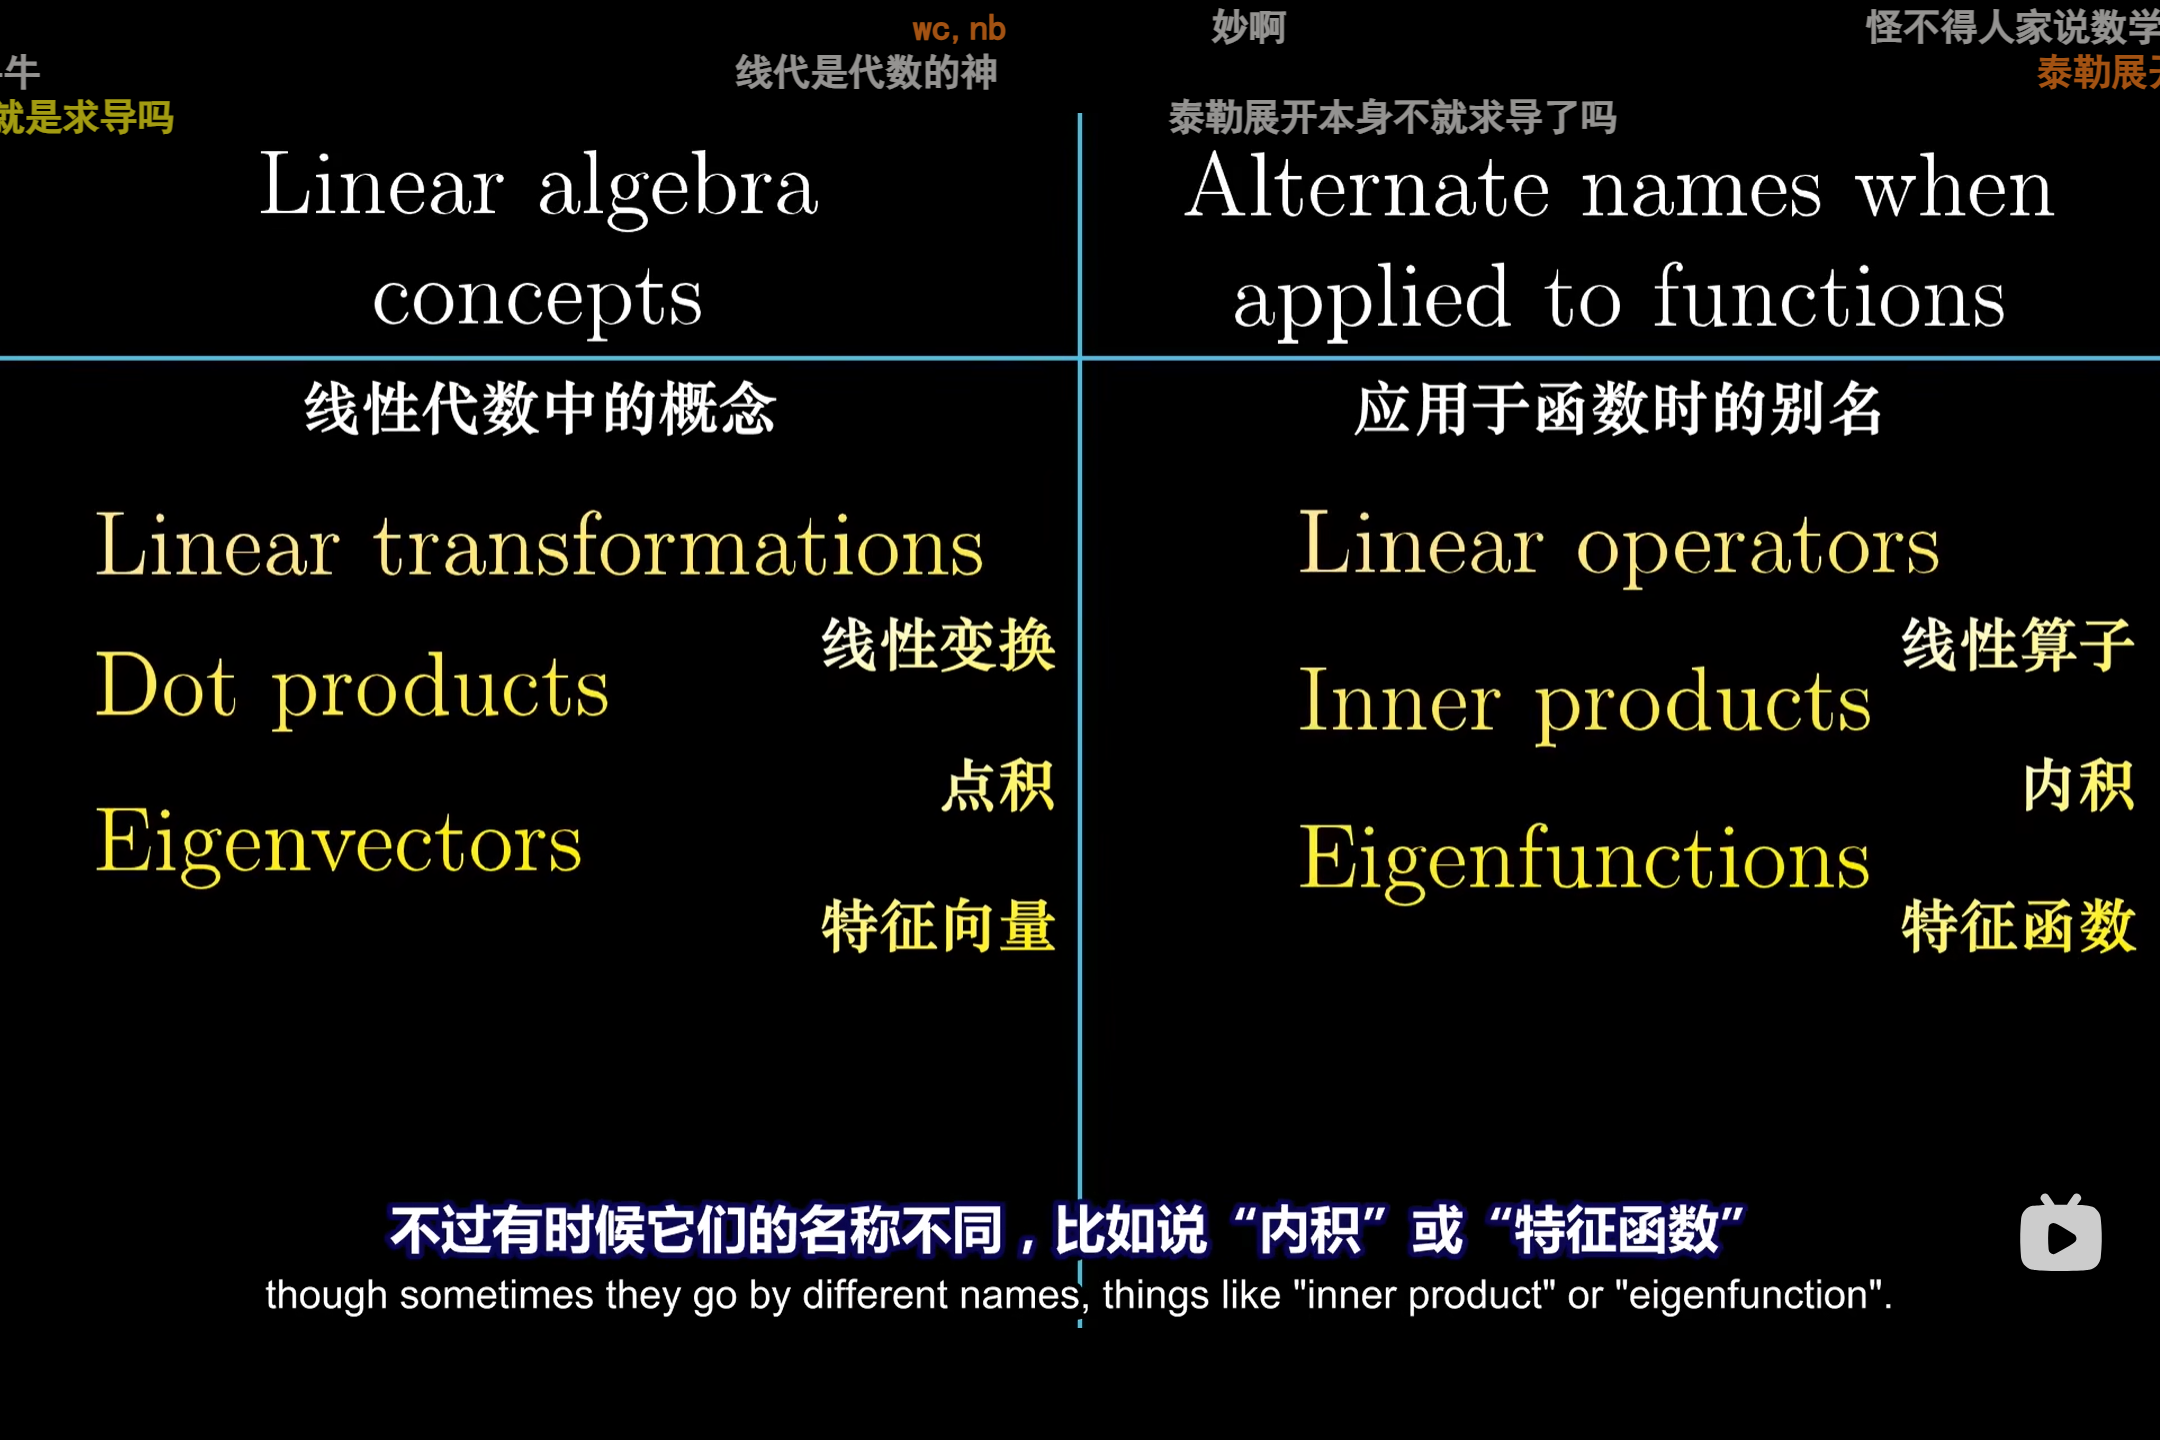 wc, nb
妙啊
怪不得人家说数学
牛
线代是代数的神
泰勒展开
就是求导吗
泰勒展开本身不就求导了吗
Linear algebra
concepts
Alternate names when
applied to functions
线性代数中的概念
应用于函数时的别名
Linear transformations
线性变换
Linear operators
线性算子
Dot products
点积
Inner products
内积
Eigenvectors
特征向量
Eigenfunctions
特征函数
不过有时候它们的名称不同，比如说“内积”或“特征函数”
though sometimes they go by different names, things like "inner product" or "eigenfunction".